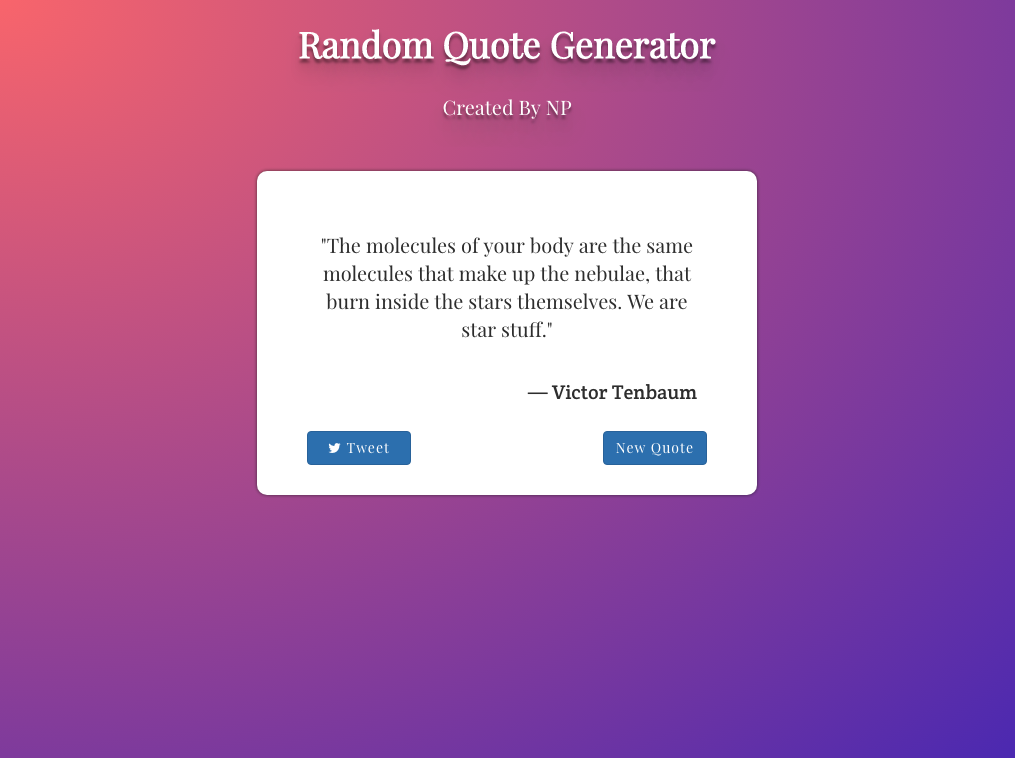 Random Quote Generator
Created By NP
"The molecules of your body are the same
molecules that make up the nebulae, that
burn inside the stars themselves. We are
star stuff."
— Victor Tenbaum
Tweet
New Quote